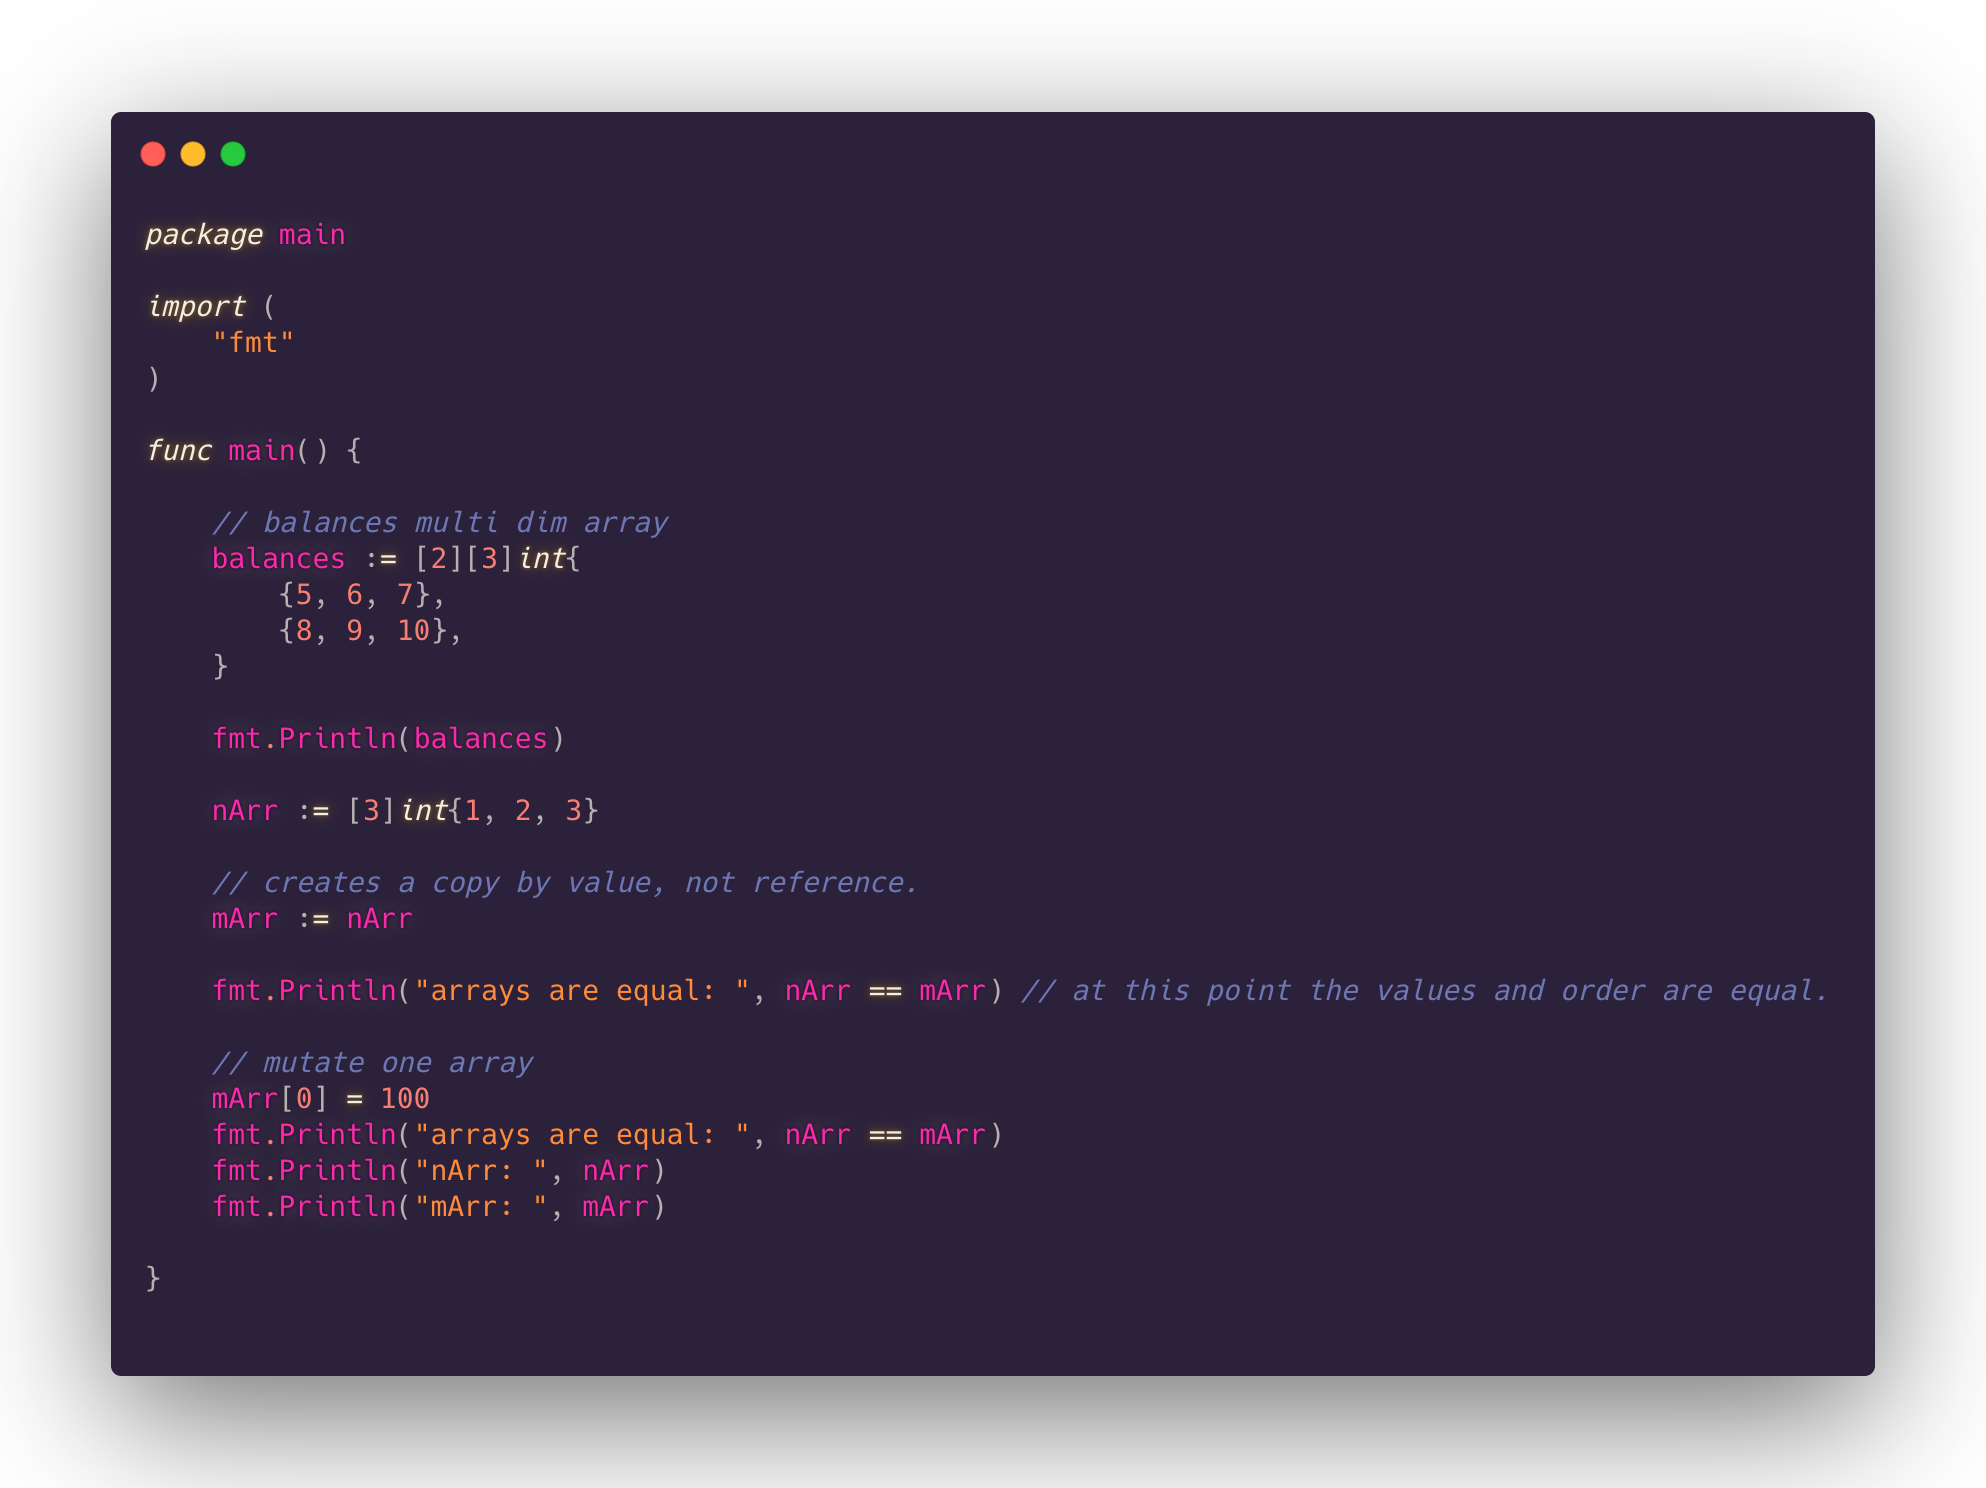 package main

import (
    "fmt"
)

func main() {

    // balances multi dim array
    balances := [2][3]int{
        {5, 6, 7},
        {8, 9, 10},
    }

    fmt.Println(balances)

    nArr := [3]int{1, 2, 3}

    // creates a copy by value, not reference.
    mArr := nArr

    fmt.Println("arrays are equal: ", nArr == mArr) // at this point the values and order are equal.

    // mutate one array
    mArr[0] = 100
    fmt.Println("arrays are equal: ", nArr == mArr)
    fmt.Println("nArr: ", nArr)
    fmt.Println("mArr: ", mArr)

}